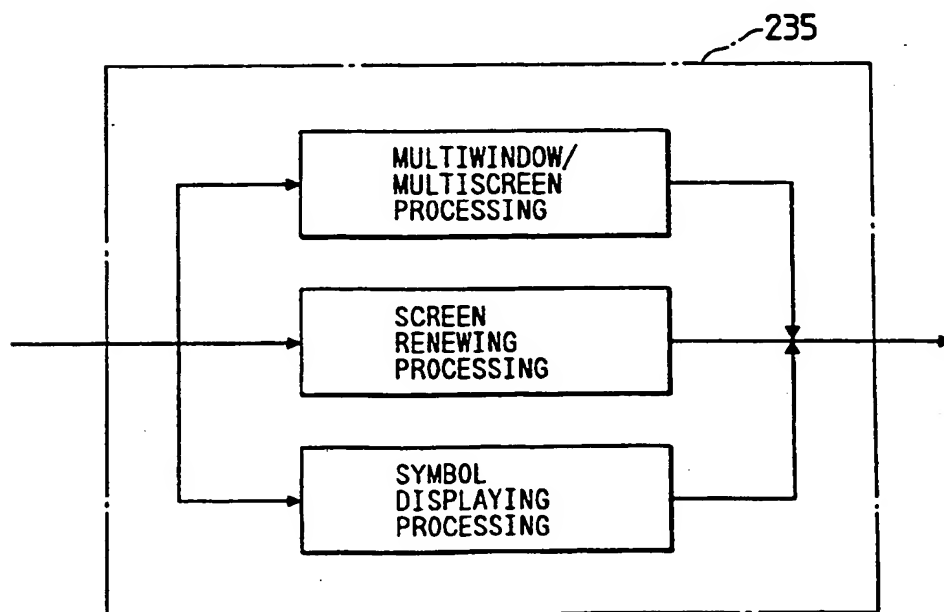 235
MULTIWINDOW/
MULTISCREEN
PROCESSING
SCREEN
RENEWING
PROCESSING
SYMBOL
DISPLAYING
PROCESSING